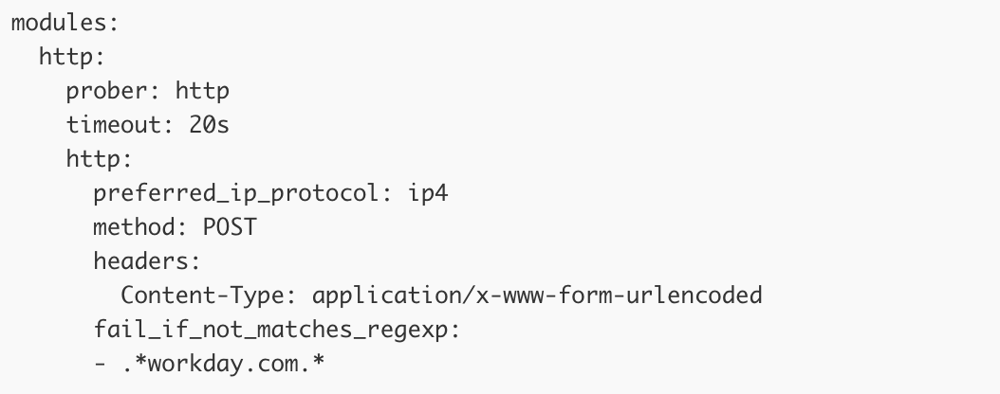 modules:
  http:
    prober: http
    timeout: 20s
    http:
      preferred_ip_protocol: ip4
      method: POST
      headers:
        Content-Type: application/x-www-form-urlencoded
      fail_if_not_matches_regexp:
      - .*workday.com.*